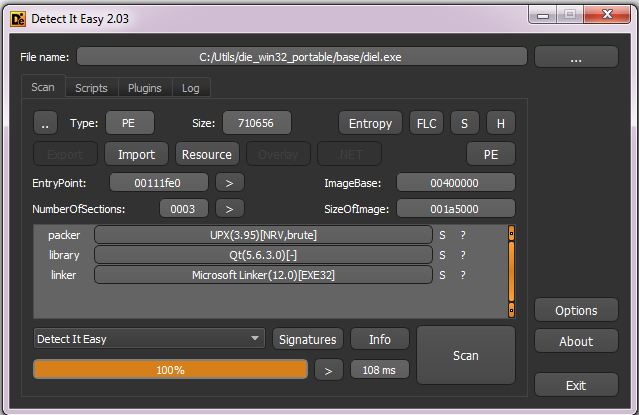 Detect It Easy 2.03
File name: C:/Utils/die_win32_portable/base/diel.exe ...
Scan Scripts Plugins Log
.. Type: PE Size: 710656 Entropy FLC S H
Export Import Resource Overlay .NET PE
EntryPoint: 00111fe0 > ImageBase: 00400000
NumberOfSections: 0003 > SizeOfImage: 001a5000
packer UPX(3.95)[NRV,brute] S ?
library Qt(5.6.3.0)[-] S ?
linker Microsoft Linker(12.0)[EXE32] S ?
Options
Detect It Easy Signatures Info Scan About
100% > 108 ms
Exit